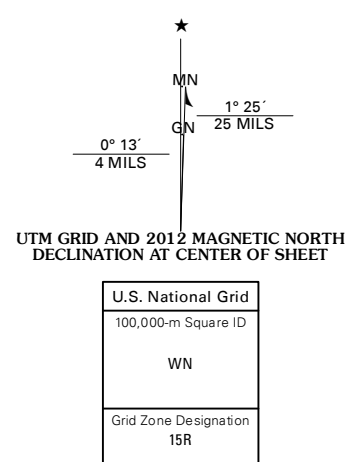 ★
MN
GN
1° 25´
25 MILS
0° 13´
4 MILS
UTM GRID AND 2012 MAGNETIC NORTH
DECLINATION AT CENTER OF SHEET
U.S. National Grid
100,000-m Square ID
WN
Grid Zone Designation
15R